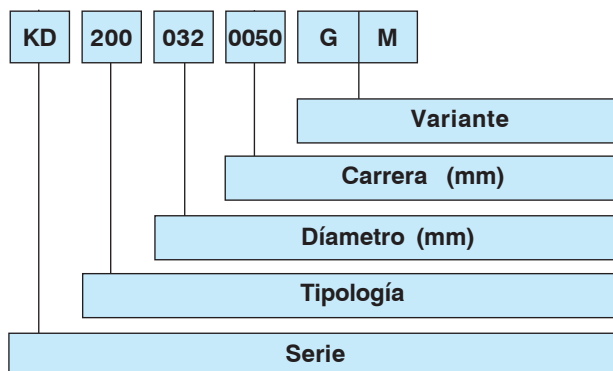 KD 200 032 0050 G M
Variante
Carrera (mm)
Díametro (mm)
Tipología
Serie